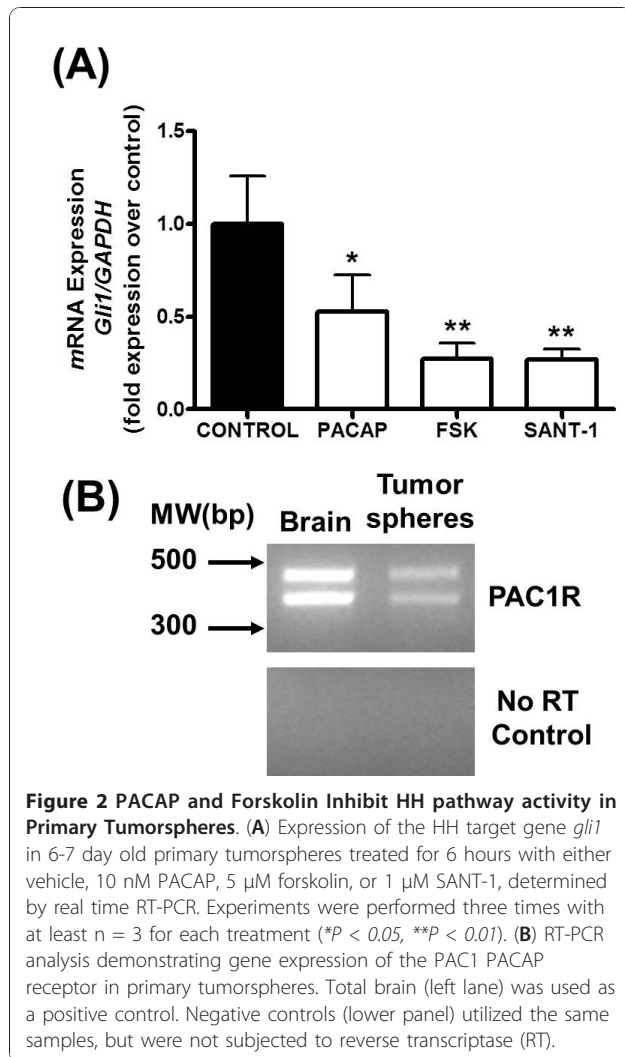 (A)
mRNA Expression
Gli1/GAPDH
(fold expression over control)
1.5
1.0
0.5
0.0
*
**
**
CONTROL PACAP FSK SANT-1
(B)
MW(bp) Brain Tumor spheres
500
300
PAC1R
No RT
Control
Figure 2 PACAP and Forskolin Inhibit HH pathway activity in
Primary Tumorspheres. (A) Expression of the HH target gene gli1
in 6-7 day old primary tumorspheres treated for 6 hours with either
vehicle, 10 nM PACAP, 5 μM forskolin, or 1 μM SANT-1, determined
by real time RT-PCR. Experiments were performed three times with
at least n = 3 for each treatment (*P < 0.05, **P < 0.01). (B) RT-PCR
analysis demonstrating gene expression of the PAC1 PACAP
receptor in primary tumorspheres. Total brain (left lane) was used as
a positive control. Negative controls (lower panel) utilized the same
samples, but were not subjected to reverse transcriptase (RT).